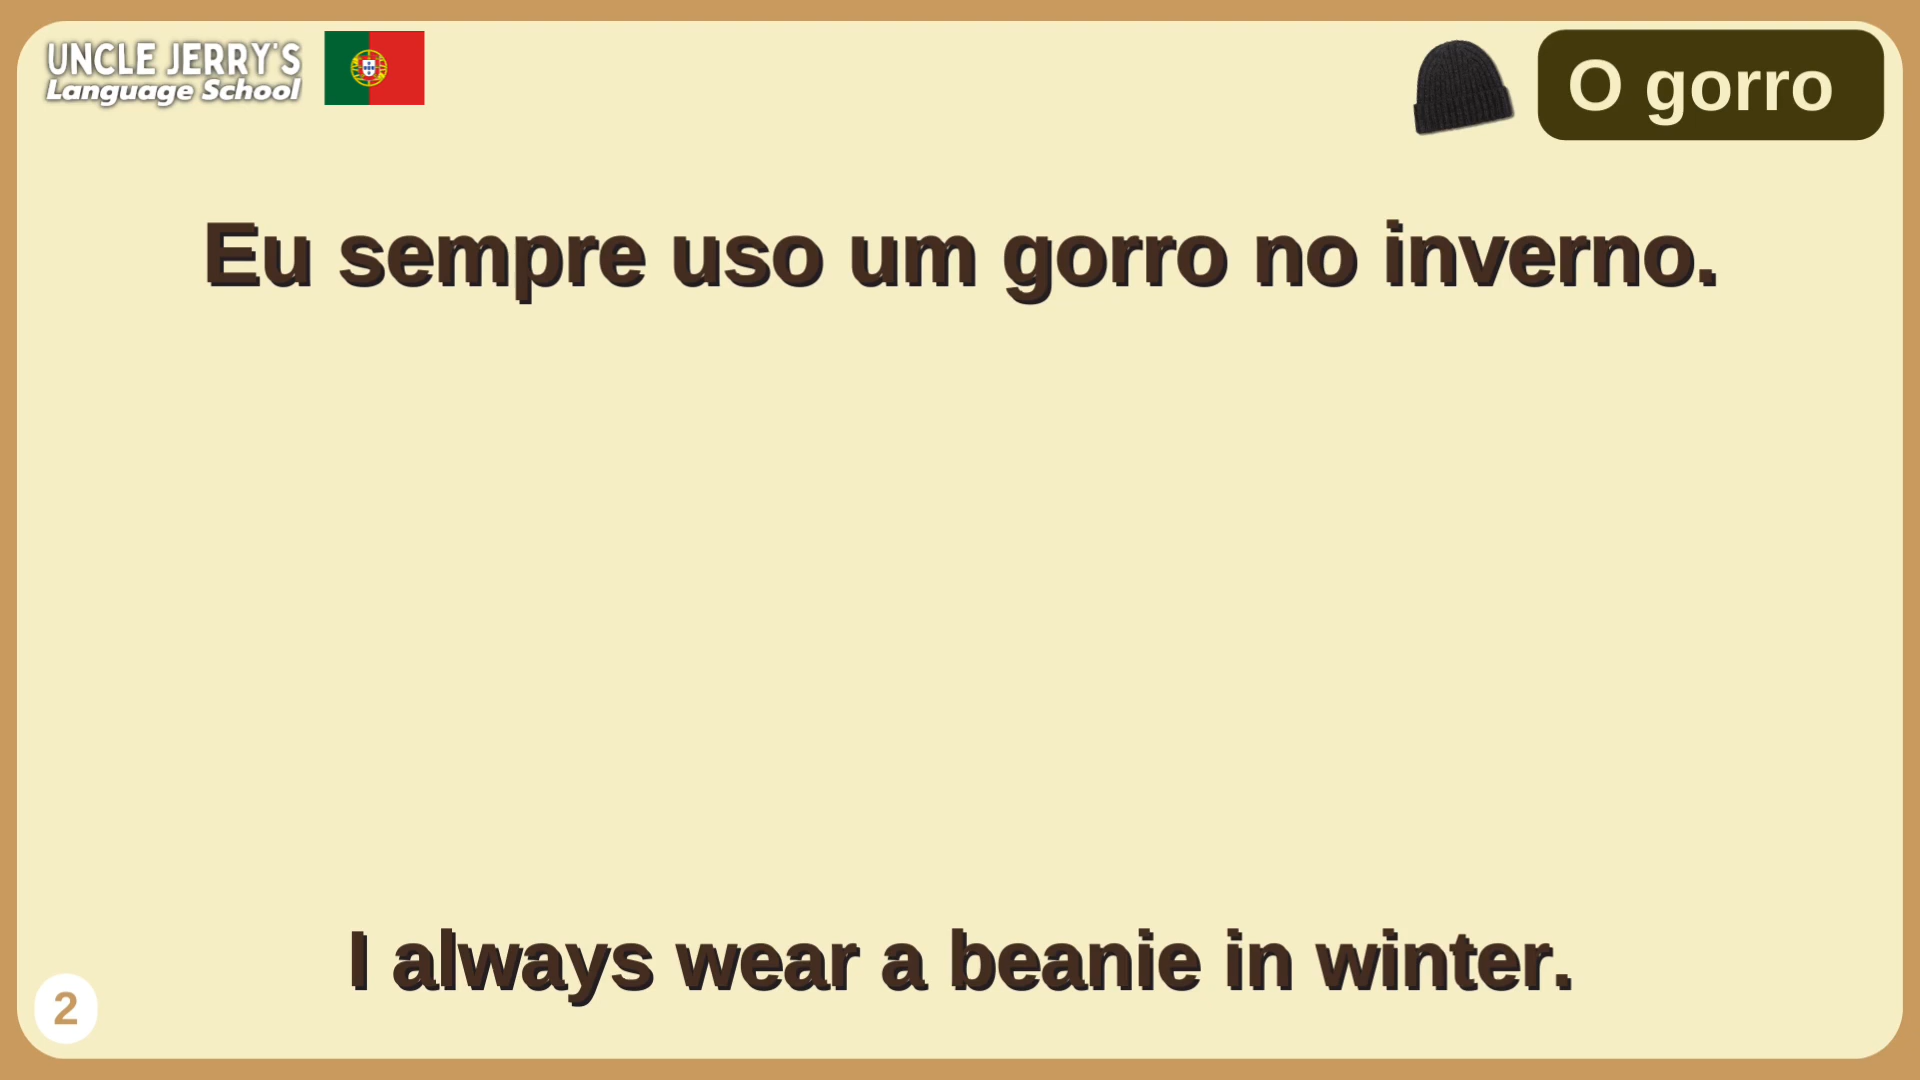 UNCLE JERRY'S
Language School
O gorro
Eu sempre uso um gorro no inverno.
I always wear a beanie in winter.
2